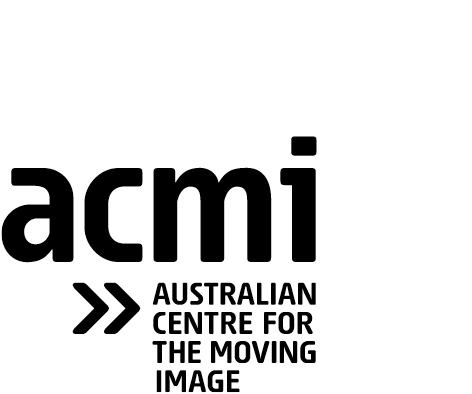 acmi
AUSTRALIAN
CENTRE FOR
THE MOVING
IMAGE